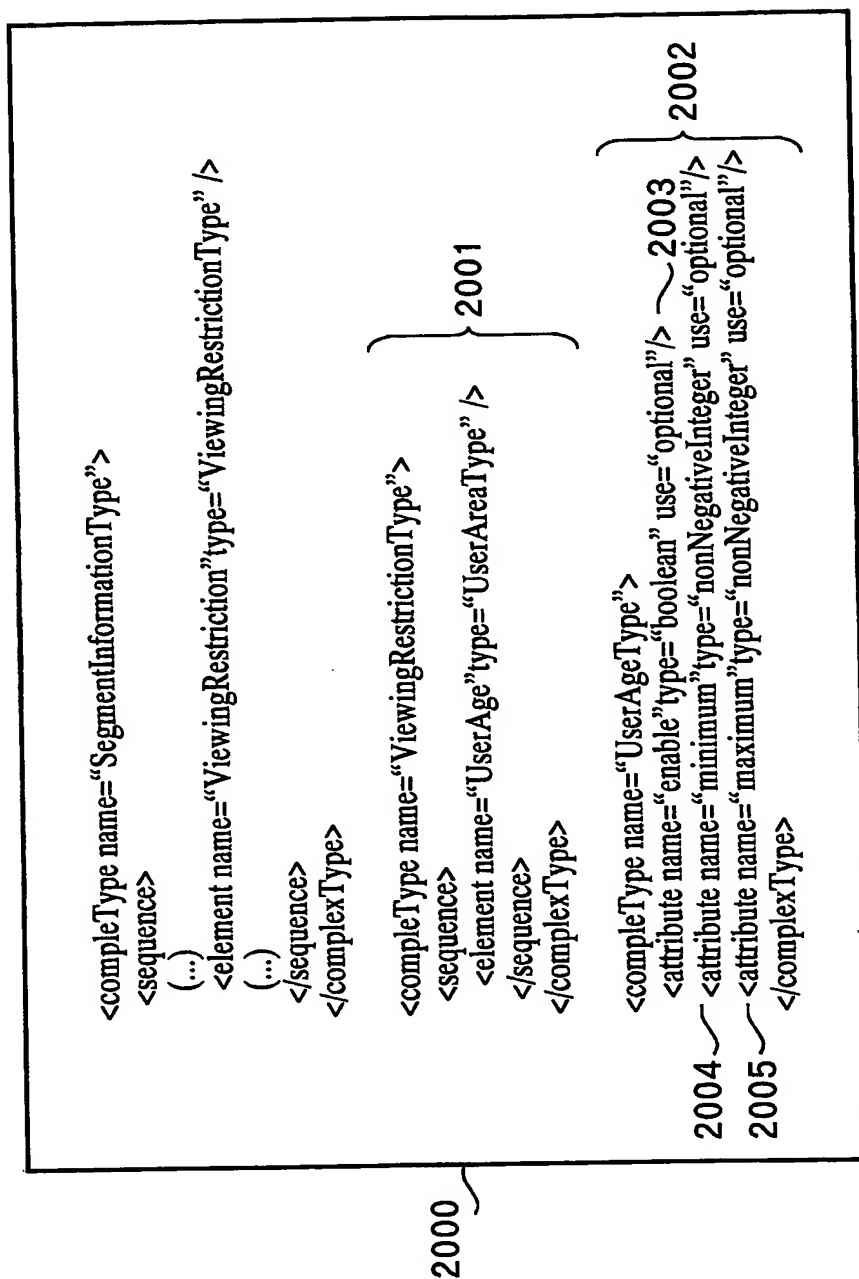 <compleType name=“SegmentInformationType”>
<sequence>
(...)
<element name=“ViewingRestriction”type=“ViewingRestrictionType” />
(...)
</sequence>
</complexType>
<compleType name=“ViewingRestrictionType”>
<sequence>
<element name=“UserAge”type=“UserAreaType” />
</sequence>
</complexType>
2001
<compleType name=“UserAgeType”>
<attribute name=“enable”type=“boolean” use=“optional”/> 2003
2004 <attribute name=“minimum”type=“nonNegativeInteger” use=“optional”/>
2005 <attribute name=“maximum”type=“nonNegativeInteger” use=“optional”/>
</complexType>
2002
2000